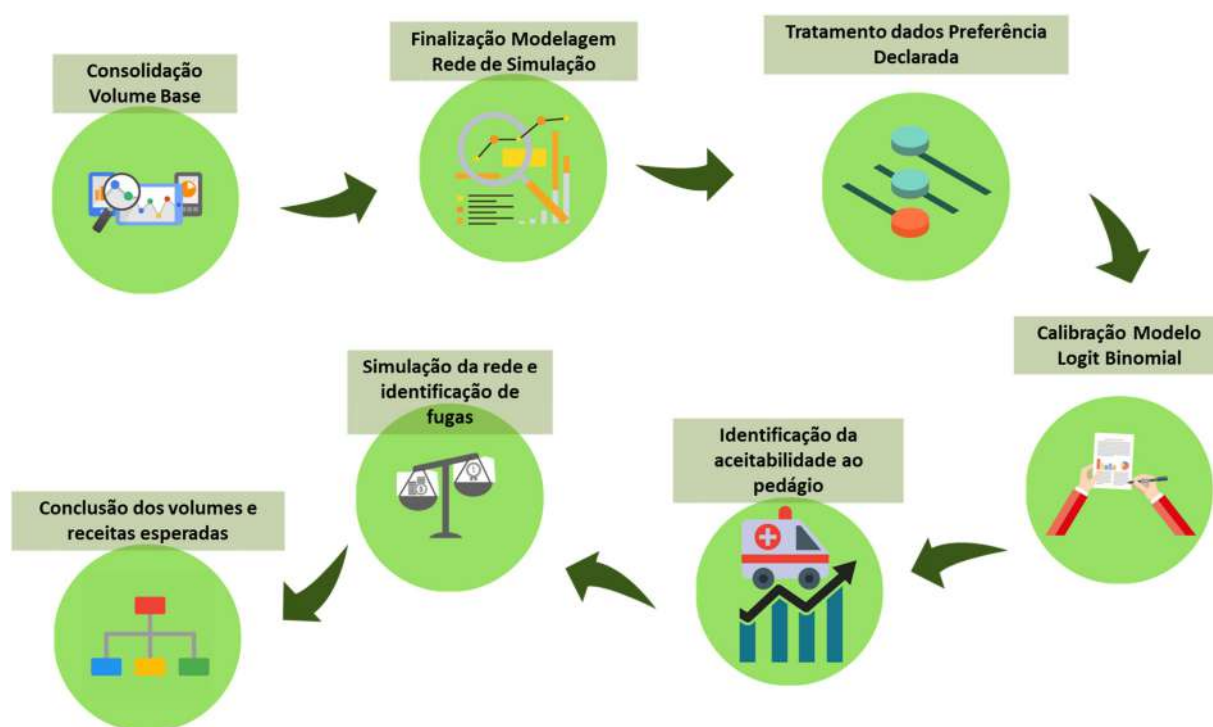 Consolidação
Volume Base
Finalização Modelagem
Rede de Simulação
Tratamento dados Preferência
Declarada
Calibração Modelo
Logit Binomial
Identificação da
aceitabilidade ao
pedágio
Simulação da rede e
identificação de
fugas
Conclusão dos volumes e
receitas esperadas